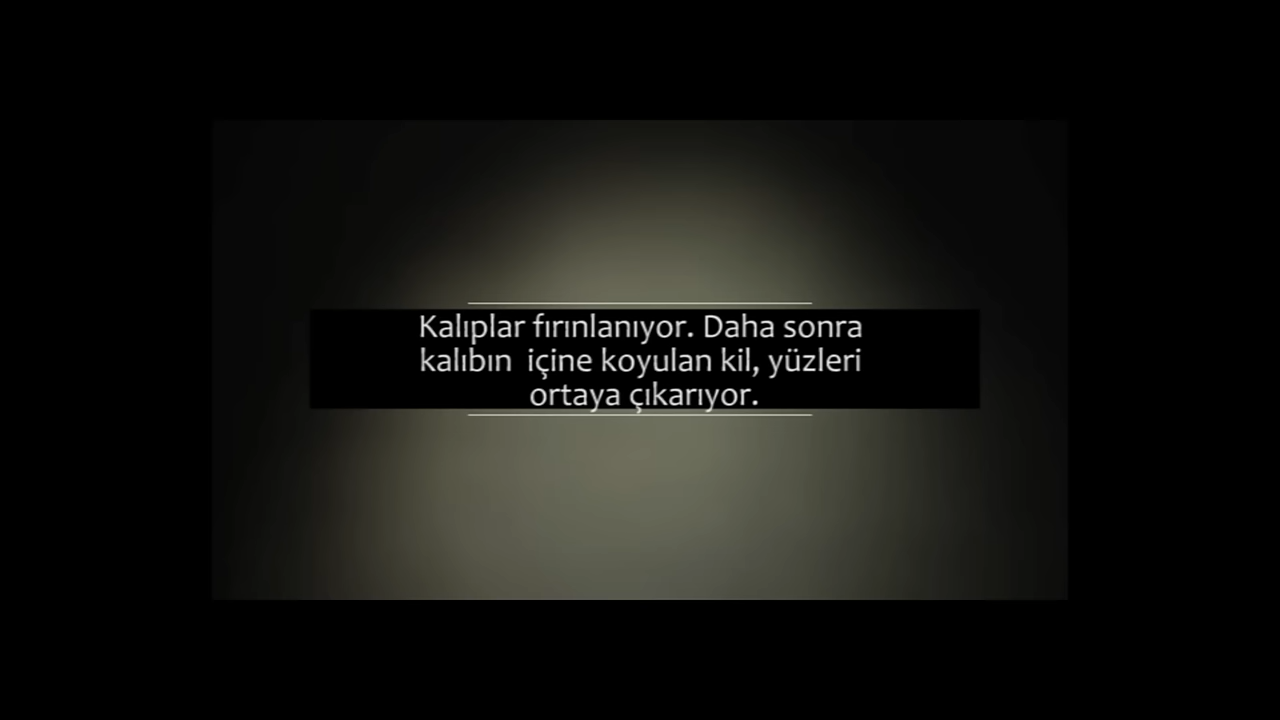 Kalıplar fırınlanıyor. Daha sonra
kalıbın  içine koyulan kil, yüzleri
ortaya çıkarıyor.